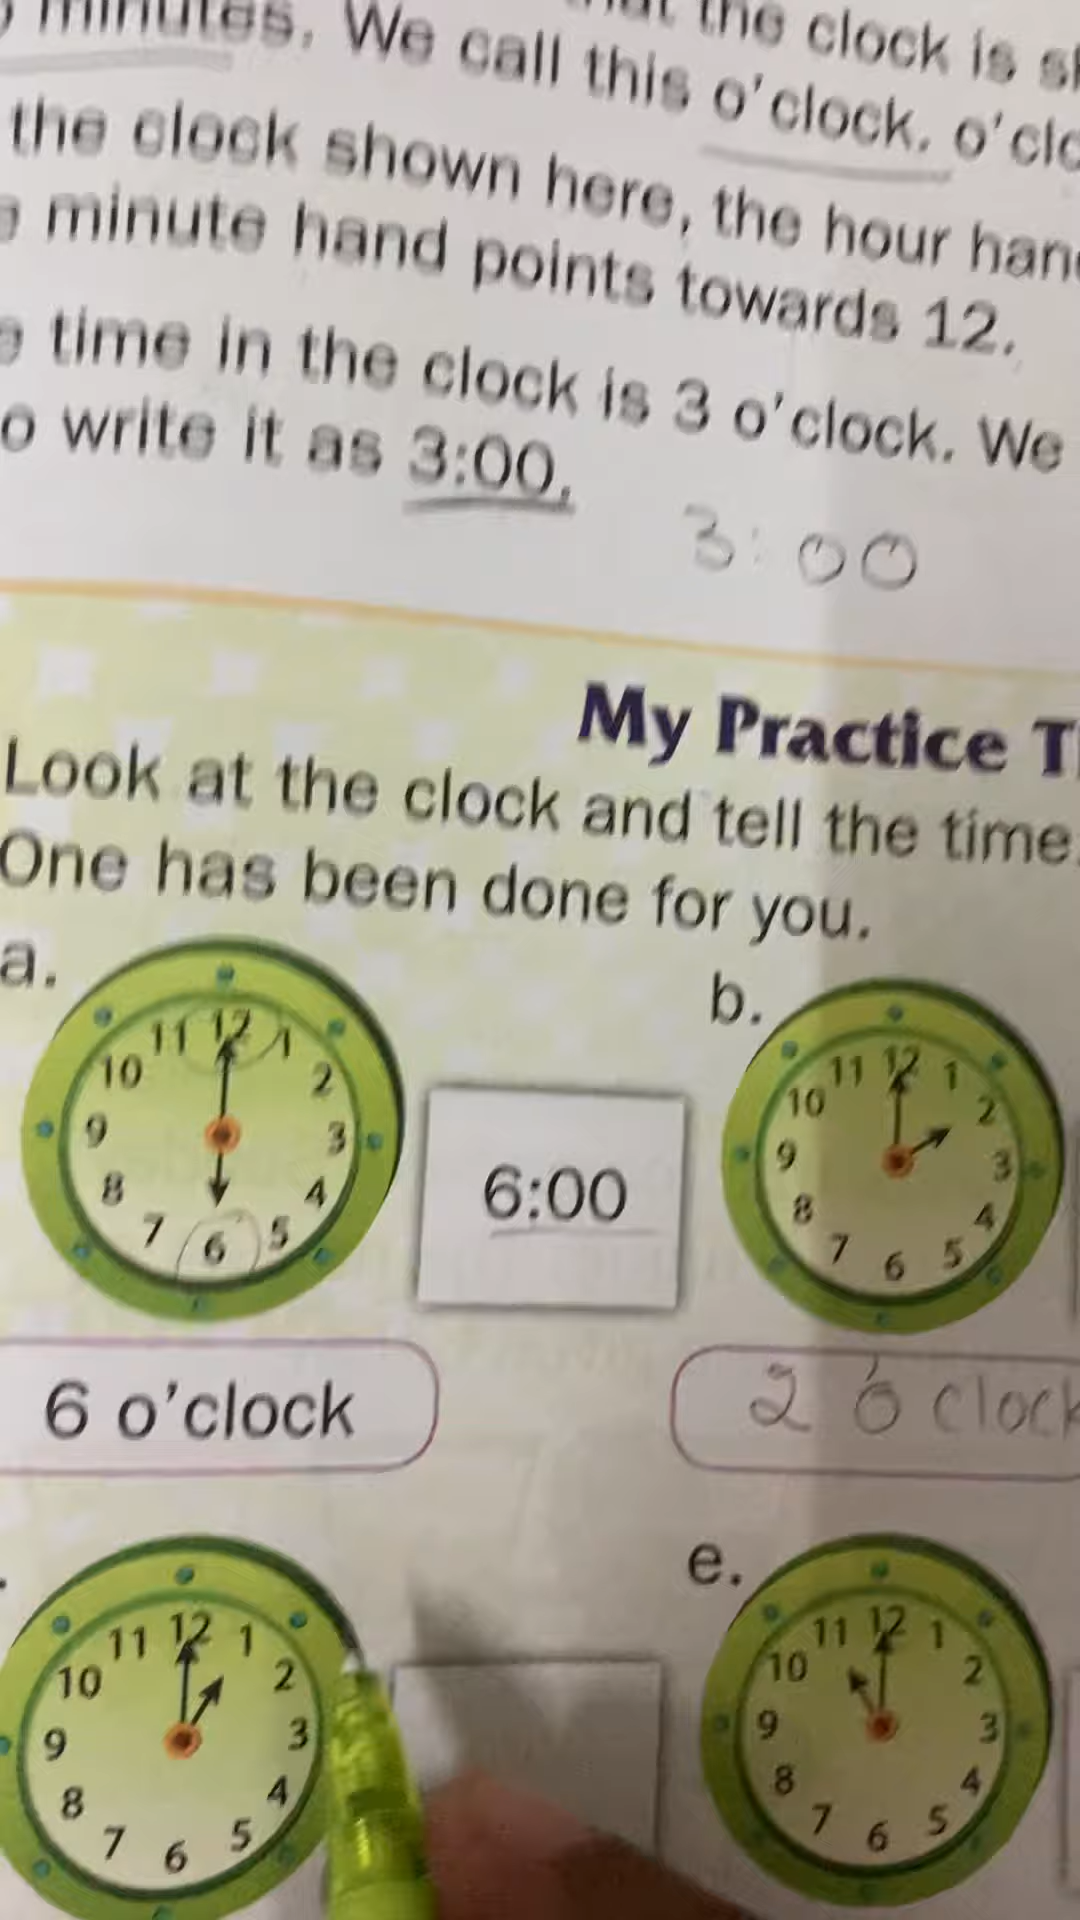 minutes. We call this o'clock. o'clo
the clock is
the clock shown here, the hour han
minute hand points towards 12.
time in the clock is 3 o'clock. We
write it as 3:00.
3:00
My Practice T
Look at the clock and tell the time.
One has been done for you.
a.
11 12 1
10 2
9 3
8 4
7 6 5
6:00
b.
11 12 1
10 2
9 3
8 4
7 6 5
6 o'clock
2 o'clock
11 12 1
10 2
9 3
8 4
7 6 5
e.
11 12 1
10 2
9 3
8 4
7 6 5